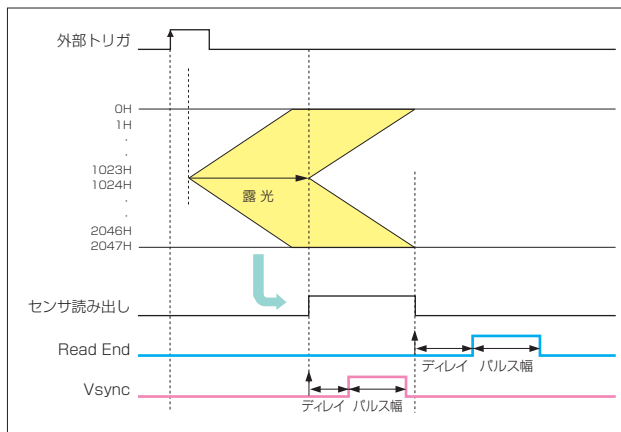 外部トリガ
0H
1H
.
.
1023H
1024H
.
.
2046H
2047H
露 光
センサ読み出し
Read End
ディレイ パルス幅
Vsync
ディレイ パルス幅